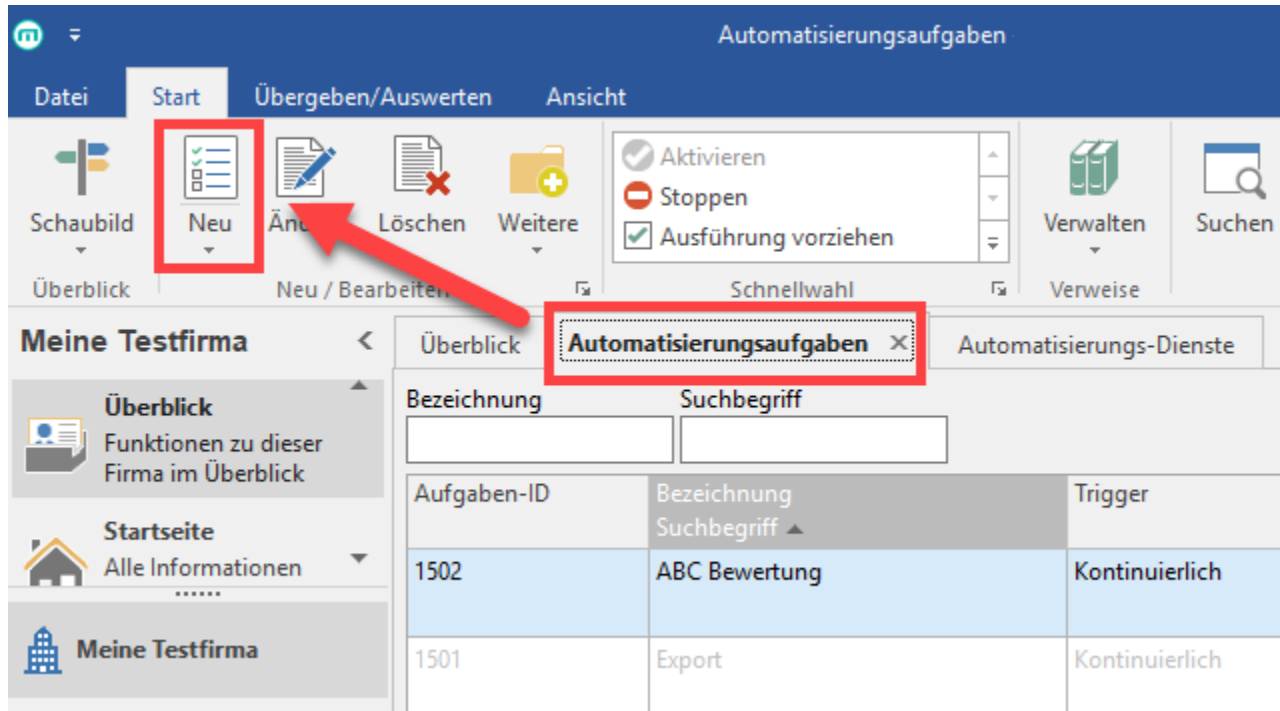 Automatisierungsaufgaben
Datei Start Übergeben/Auswerten Ansicht
Schaubild Neu Löschen Weitere
Aktivieren
Stoppen
Ausführung vorziehen
Verwalten Suchen
Überblick Neu / Bearbeiten Schnellwahl Verweise
Meine Testfirma
Überblick Automatisierungsaufgaben Automatisierungs-Dienste
Überblick
Funktionen zu dieser
Firma im Überblick
Startseite
Alle Informationen
Meine Testfirma
Bezeichnung Suchbegriff
Aufgaben-ID Bezeichnung Trigger
Suchbegriff
1502 ABC Bewertung Kontinuierlich
1501 Export Kontinuierlich